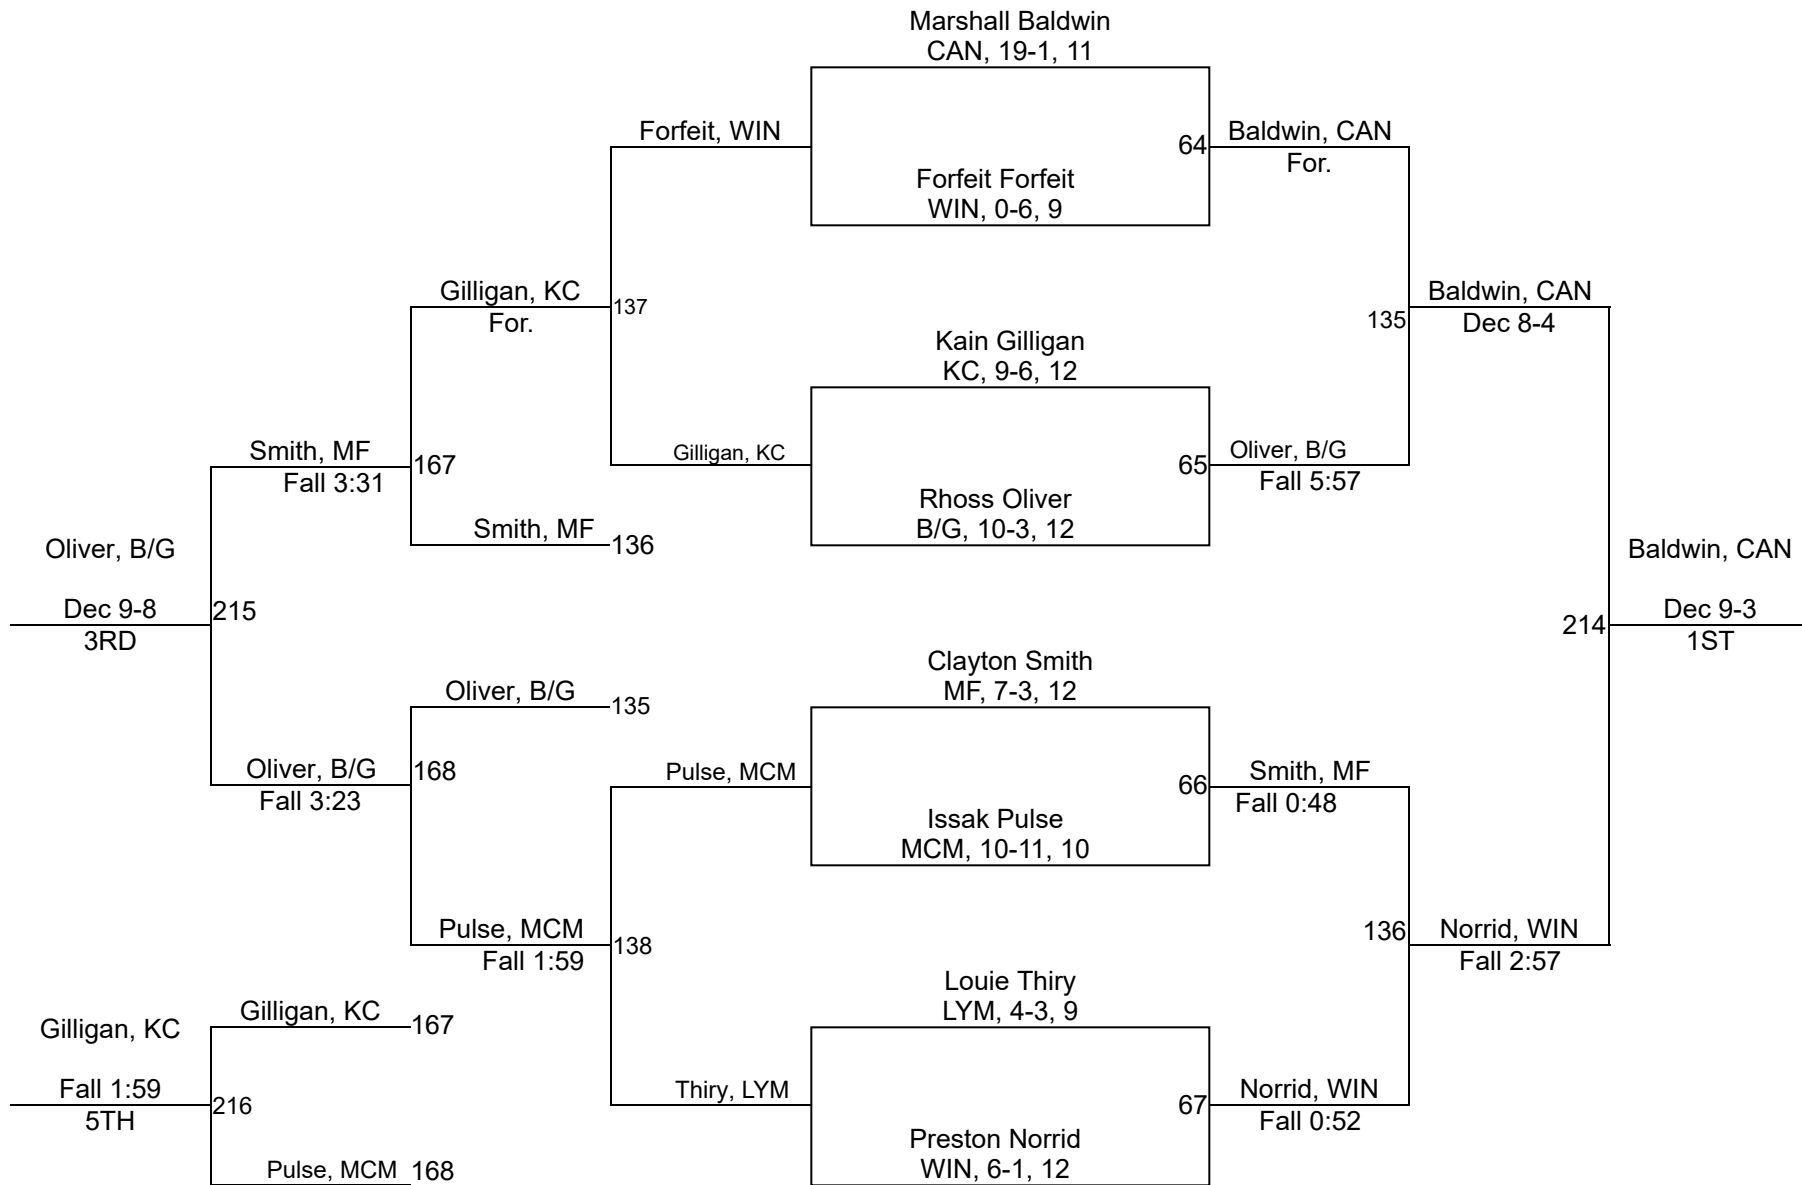 Marshall Baldwin
CAN, 19-1, 11
Forfeit, WIN
64
Baldwin, CAN
For.
Forfeit Forfeit
WIN, 0-6, 9
Gilligan, KC
For.
137
Baldwin, CAN
Dec 8-4
135
Kain Gilligan
KC, 9-6, 12
Smith, MF
Fall 3:31
167
Gilligan, KC
65
Oliver, B/G
Fall 5:57
Rhoss Oliver
B/G, 10-3, 12
Smith, MF
136
Oliver, B/G
Dec 9-8
3RD
215
Baldwin, CAN
Dec 9-3
1ST
214
Clayton Smith
MF, 7-3, 12
Oliver, B/G
135
Oliver, B/G
Fall 3:23
168
Pulse, MCM
66
Smith, MF
Fall 0:48
Issak Pulse
MCM, 10-11, 10
Pulse, MCM
Fall 1:59
138
136
Norrid, WIN
Fall 2:57
Louie Thiry
LYM, 4-3, 9
Gilligan, KC
167
Gilligan, KC
Fall 1:59
5TH
216
Thiry, LYM
67
Norrid, WIN
Fall 0:52
Preston Norrid
WIN, 6-1, 12
Pulse, MCM
168